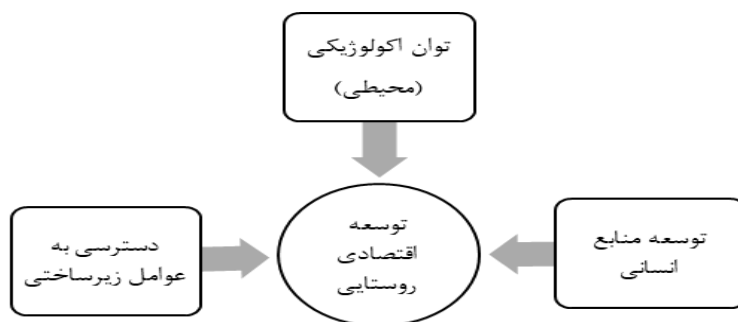 توان اکولوژیکی
(محیطی)
توسعه
اقتصادی
روستایی
توسعه منابع
انسانی
دسترسی به
عوامل زیرساختی